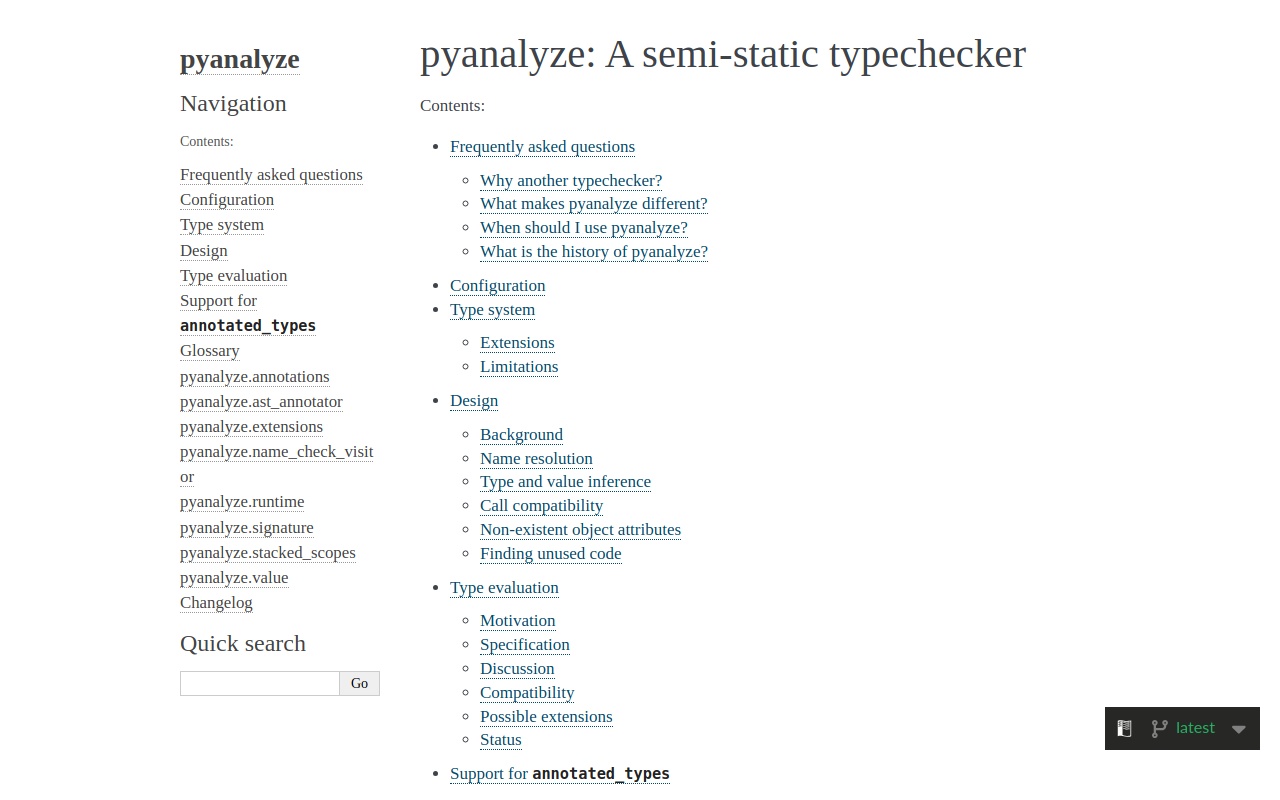 pyanalyze
Navigation
Contents:
Frequently asked questions
Configuration
Type system
Design
Type evaluation
Support for
annotated_types
Glossary
pyanalyze.annotations
pyanalyze.ast_annotator
pyanalyze.extensions
pyanalyze.name_check_visit
or
pyanalyze.runtime
pyanalyze.signature
pyanalyze.stacked_scopes
pyanalyze.value
Changelog
Quick search
Go
pyanalyze: A semi-static typechecker
Contents:
Frequently asked questions
Why another typechecker?
What makes pyanalyze different?
When should I use pyanalyze?
What is the history of pyanalyze?
Configuration
Type system
Extensions
Limitations
Design
Background
Name resolution
Type and value inference
Call compatibility
Non-existent object attributes
Finding unused code
Type evaluation
Motivation
Specification
Discussion
Compatibility
Possible extensions
Status
Support for annotated_types
latest